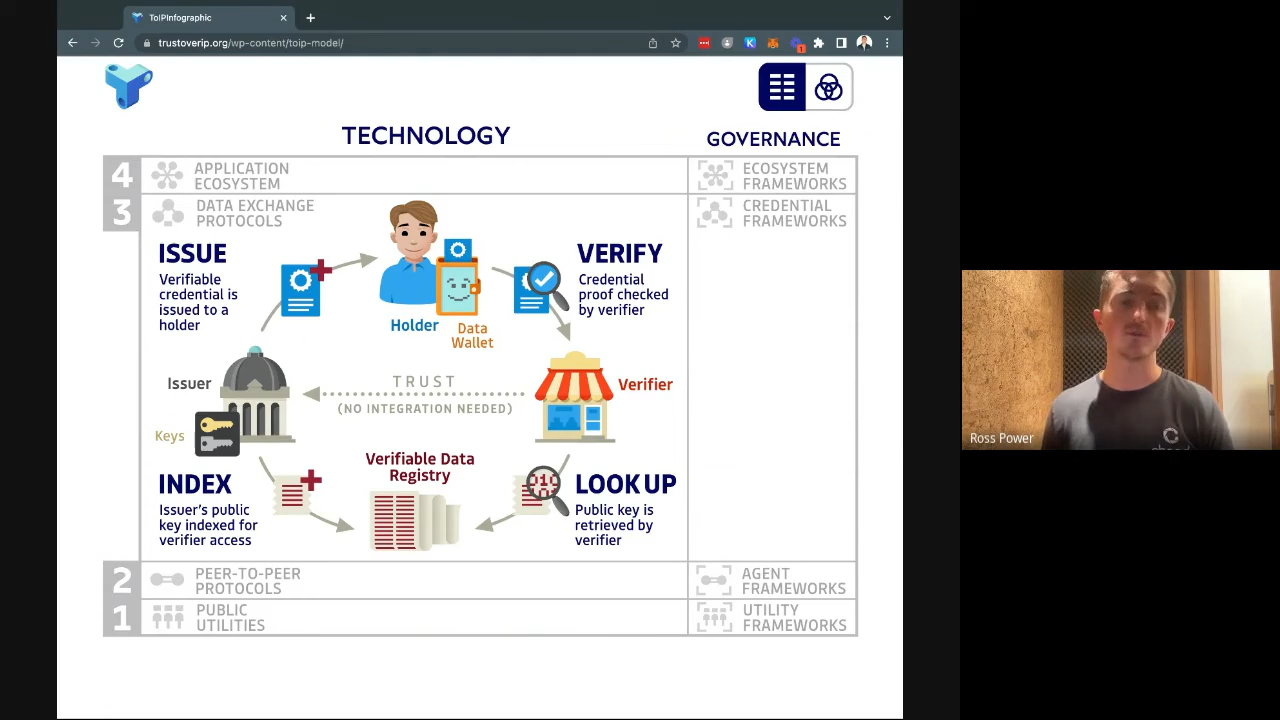 ToIPInfographic
trustoverip.org/wp-content/toip-model/
1
TECHNOLOGY
GOVERNANCE
4
APPLICATION
ECOSYSTEM
ECOSYSTEM
FRAMEWORKS
3
DATA EXCHANGE
PROTOCOLS
CREDENTIAL
FRAMEWORKS
ISSUE
Verifiable
credential is
issued to a
holder
Holder
Data
Wallet
VERIFY
Credential
proof checked
by verifier
Issuer
Keys
TRUST
(NO INTEGRATION NEEDED)
Verifier
INDEX
Issuer's public
key indexed for
verifier access
Verifiable Data
Registry
LOOK UP
Public key is
retrieved by
verifier
2
PEER-TO-PEER
PROTOCOLS
AGENT
FRAMEWORKS
1
PUBLIC
UTILITIES
UTILITY
FRAMEWORKS
Ross Power